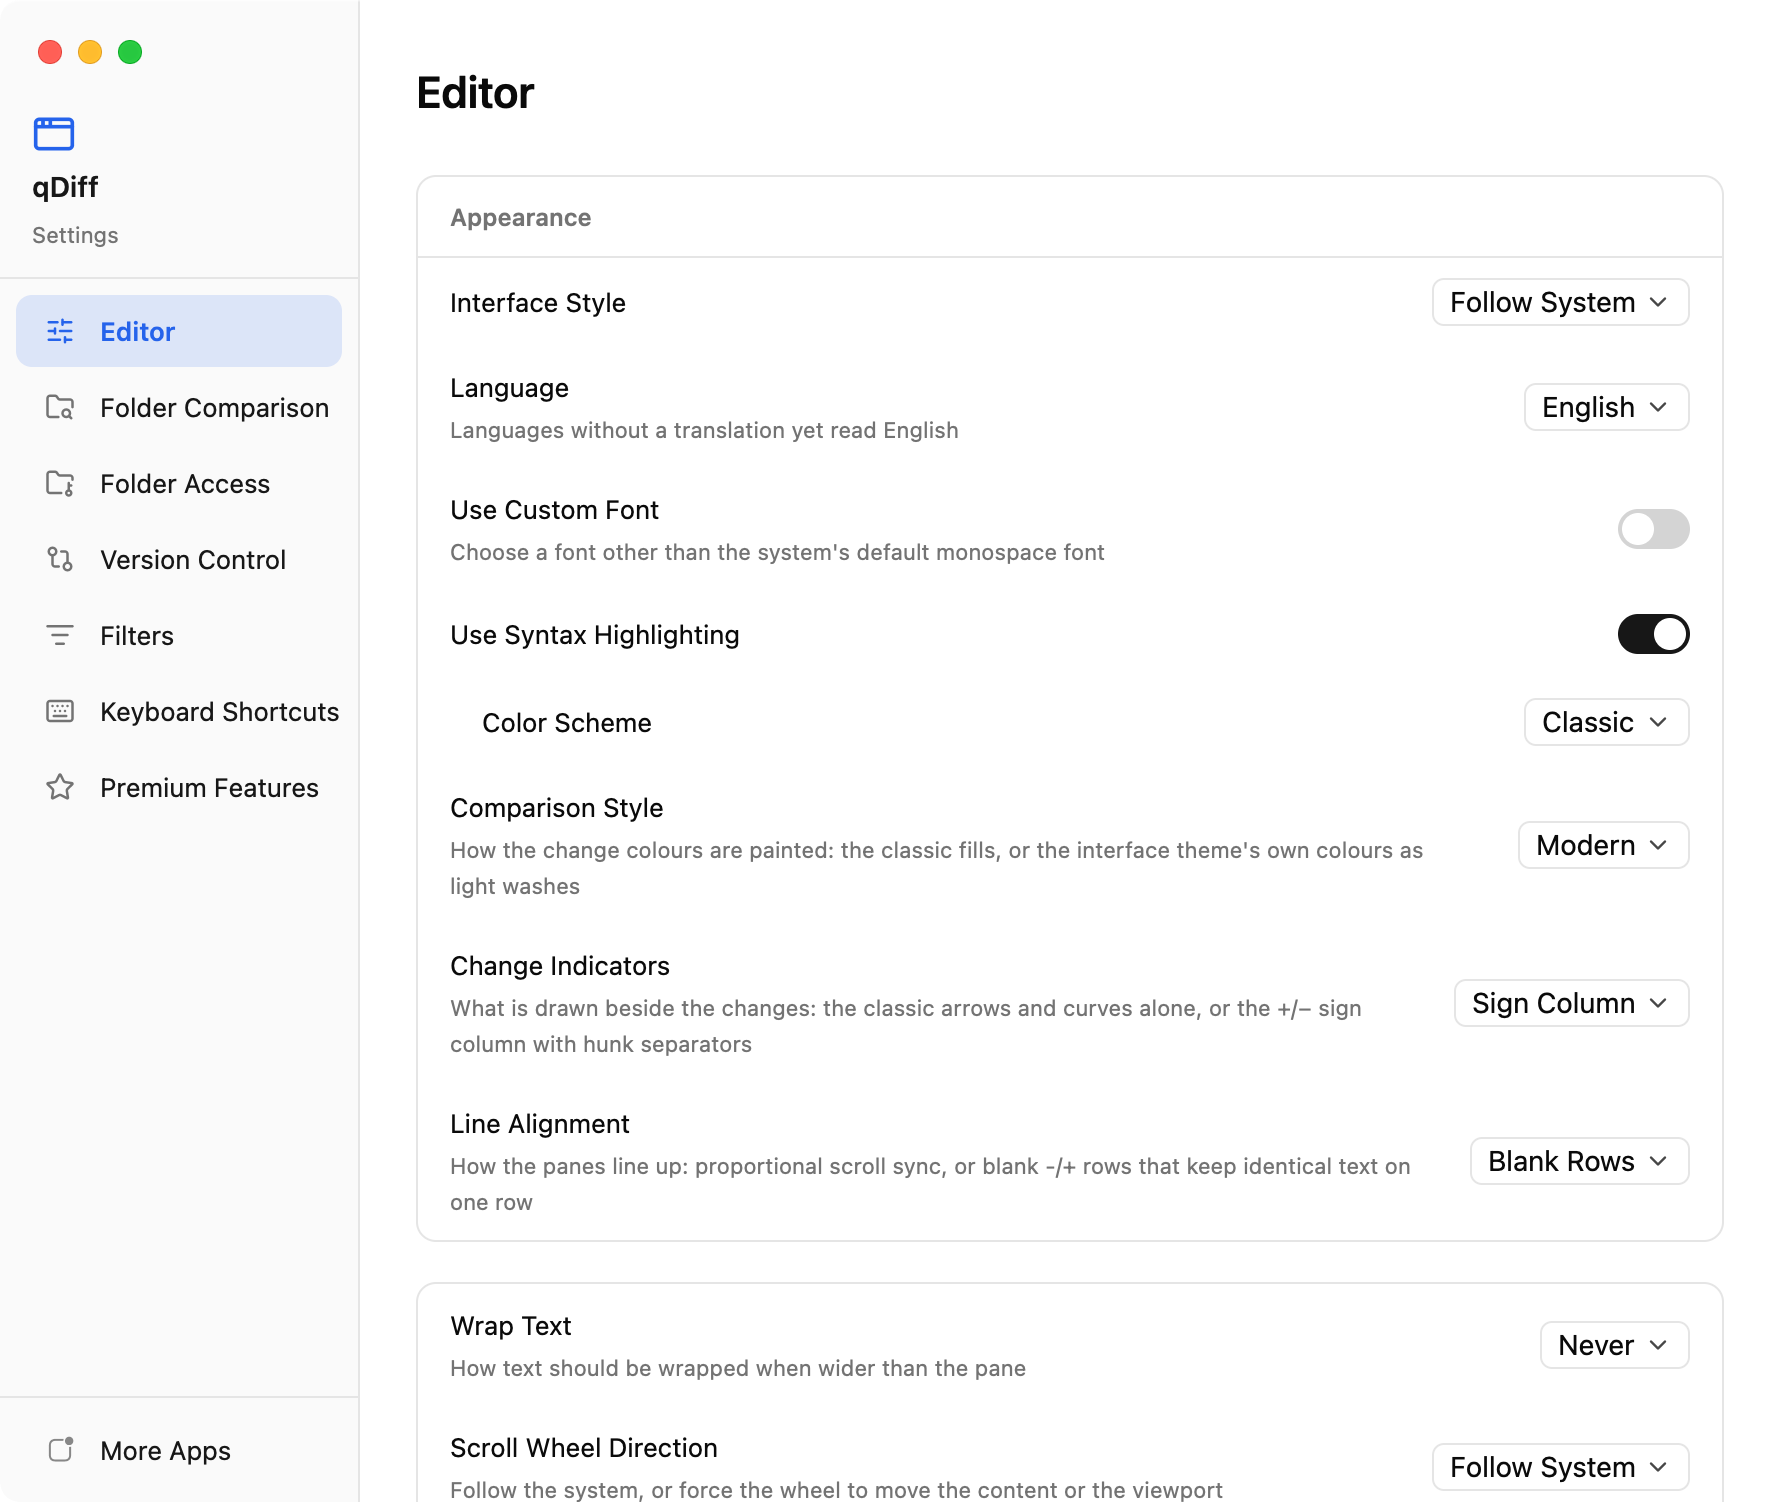 qDiff
Settings
Editor
Folder Comparison
Folder Access
Version Control
Filters
Keyboard Shortcuts
Premium Features
More Apps
Editor
Appearance
Interface Style
Follow System
Language
Languages without a translation yet read English
English
Use Custom Font
Choose a font other than the system's default monospace font
Use Syntax Highlighting
Color Scheme
Classic
Comparison Style
How the change colours are painted: the classic fills, or the interface theme's own colours as
light washes
Modern
Change Indicators
What is drawn beside the changes: the classic arrows and curves alone, or the +/− sign
column with hunk separators
Sign Column
Line Alignment
How the panes line up: proportional scroll sync, or blank -/+ rows that keep identical text on
one row
Blank Rows
Wrap Text
How text should be wrapped when wider than the pane
Never
Scroll Wheel Direction
Follow the system, or force the wheel to move the content or the viewport
Follow System